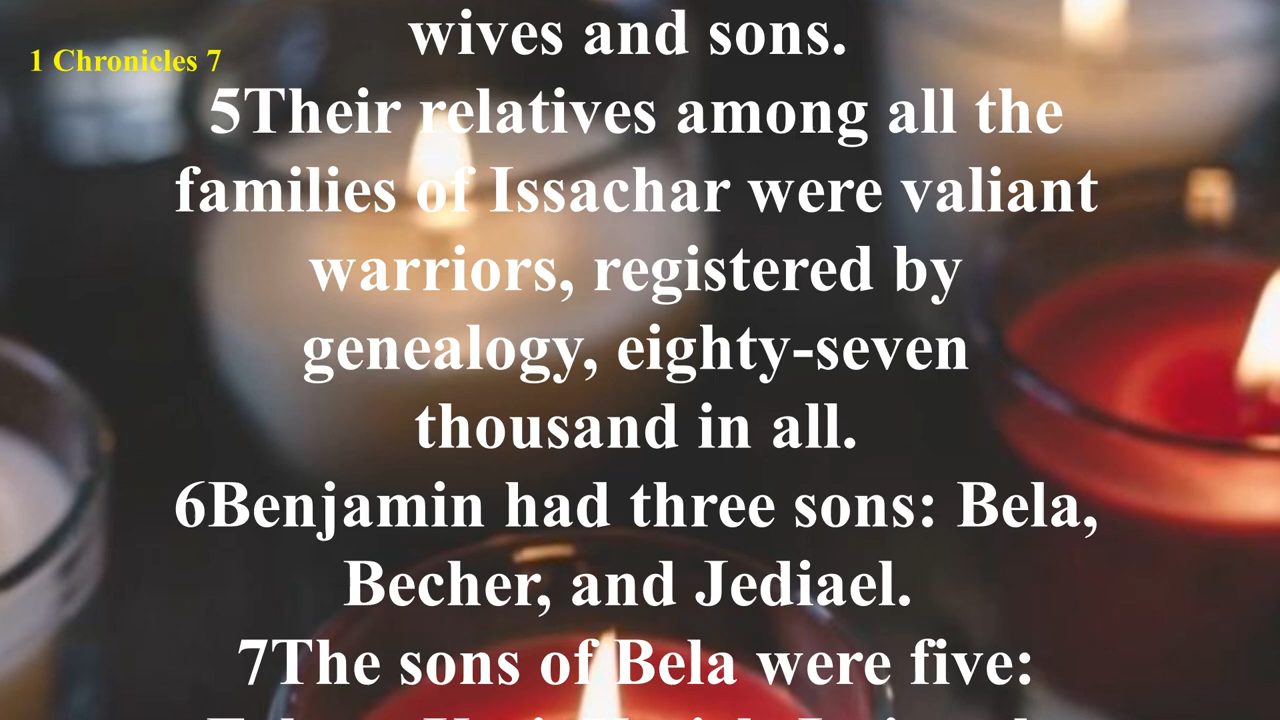 wives and sons.
1 Chronicles 7
5Their relatives among all the
families of Issachar were valiant
warriors, registered by
genealogy, eighty-seven
thousand in all.
6Benjamin had three sons: Bela,
Becher, and Jediael.
7The sons of Bela were five: